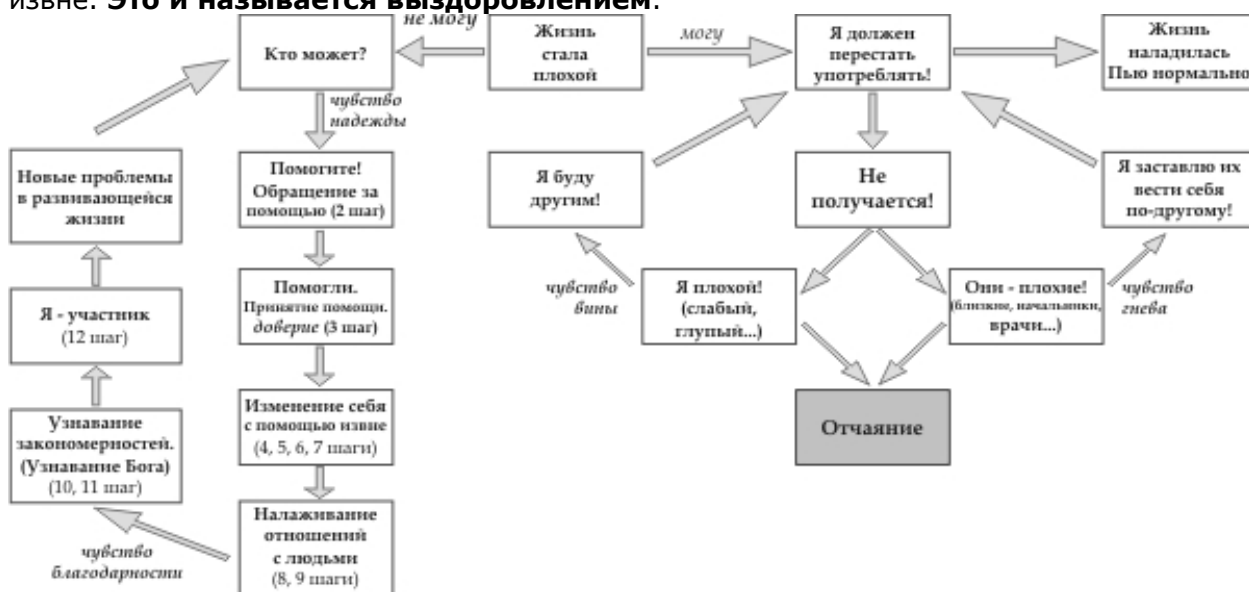 извне. Это и называется выздоровлением.
не могу
Кто может?
Жизнь
стала
плохой
могу
Я должен
перестать
употреблять!
Жизнь
наладилась
Пью нормально
чувство
надежды
Новые проблемы
в развивающейся
жизни
Помогите!
Обращение за
помощью (2 шаг)
Я буду
другим!
Не
получается!
Я заставлю их
вести себя
по-другому!
Я - участник
(12 шаг)
Помогли.
Принятие помощи.
доверие (3 шаг)
чувство
вины
Я плохой!
(слабый,
глупый...)
Они - плохие!
(близкие, начальники,
врачи...)
чувство
гнева
Узнавание
закономерностей.
(Узнавание Бога)
(10, 11 шаг)
Изменение себя
с помощью извне
(4, 5, 6, 7 шаги)
Отчаяние
чувство
благодарности
Налаживание
отношений
с людьми
(8, 9 шаги)